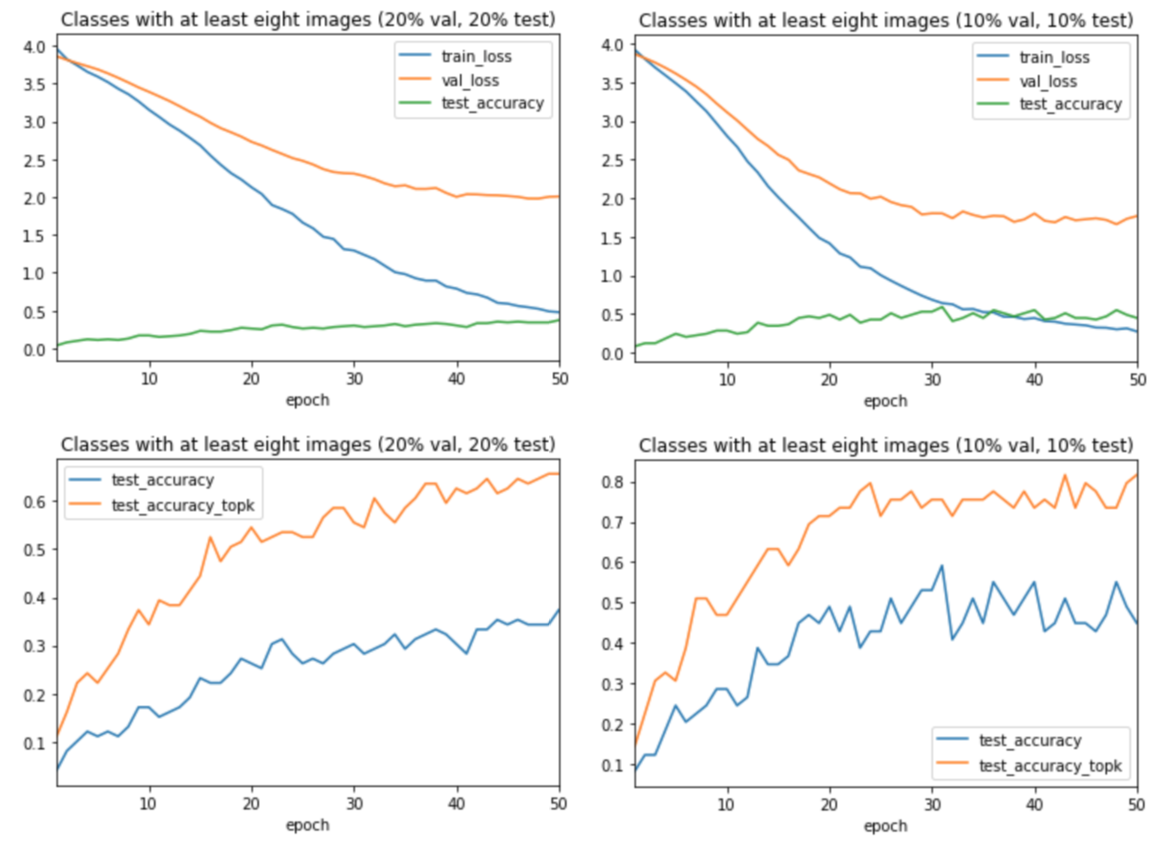 Classes with at least eight images (20% val, 20% test)
4.0
3.5
3.0
2.5
2.0
1.5
1.0
0.5
0.0
train_loss
val_loss
test_accuracy
10 20 30 40 50
epoch
Classes with at least eight images (10% val, 10% test)
4.0
3.5
3.0
2.5
2.0
1.5
1.0
0.5
0.0
train_loss
val_loss
test_accuracy
10 20 30 40 50
epoch
Classes with at least eight images (20% val, 20% test)
test_accuracy
test_accuracy_topk
0.6
0.5
0.4
0.3
0.2
0.1
10 20 30 40 50
epoch
Classes with at least eight images (10% val, 10% test)
0.8
0.7
0.6
0.5
0.4
0.3
0.2
0.1
test_accuracy
test_accuracy_topk
10 20 30 40 50
epoch